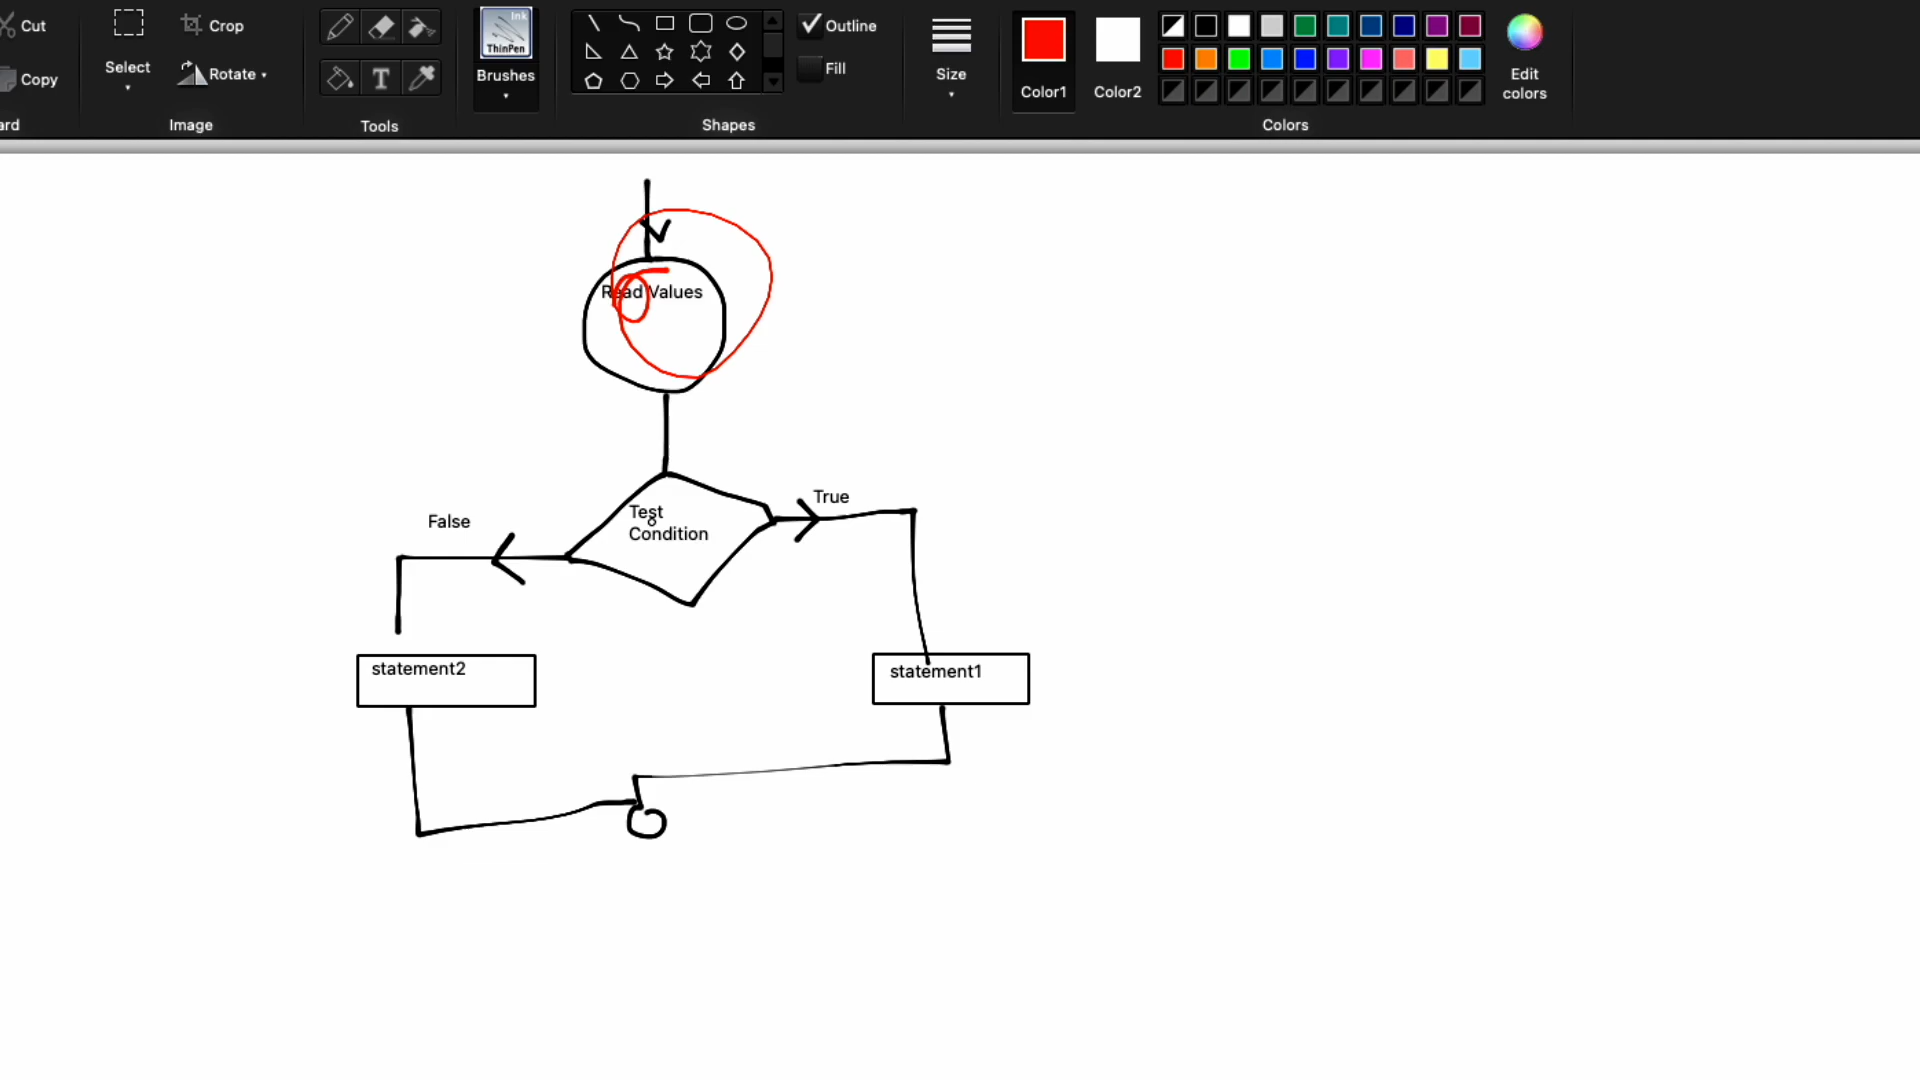 Cut
Copy
ard
Select
Crop
Rotate
Image
Tools
Ink
ThinPen
Brushes
Shapes
Outline
Fill
Size
Color1
Color2
Colors
Edit
colors
Read Values
Test
Condition
True
False
statement2
statement1